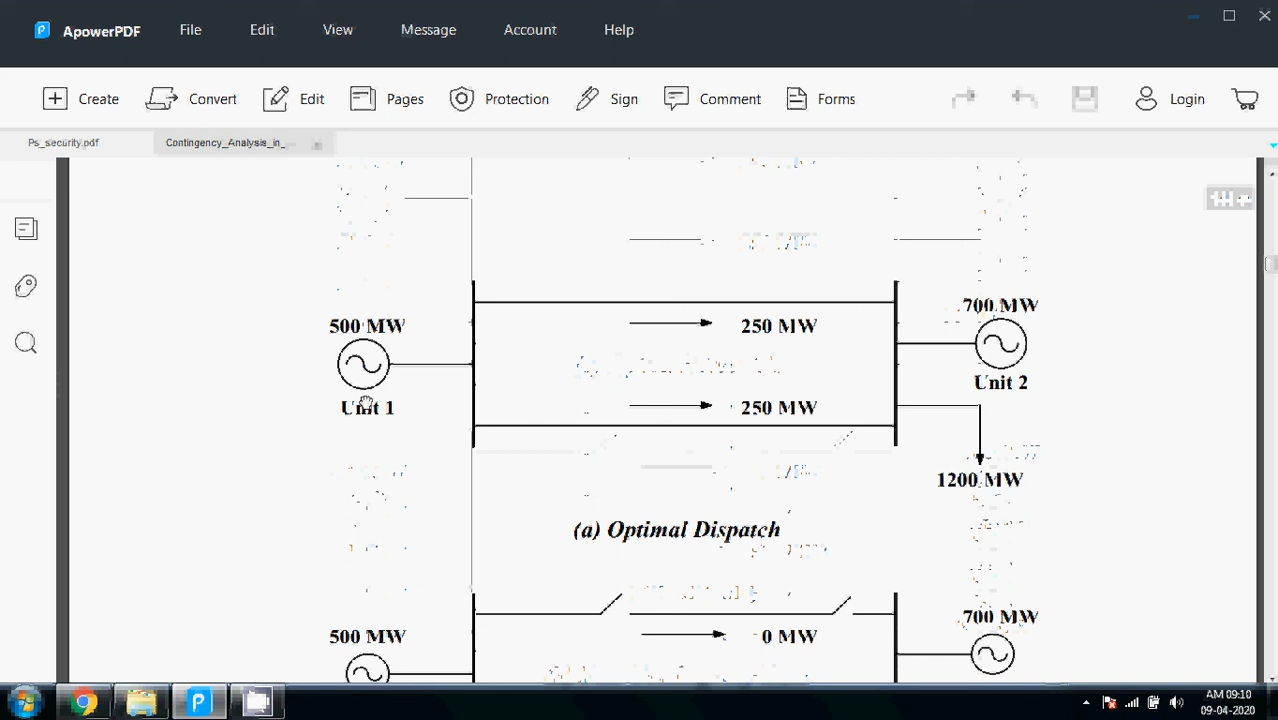 ApowerPDF File Edit View Message Account Help
Create Convert Edit Pages Protection Sign Comment Forms Login
Ps_security.pdf Contingency_Analysis_in_
500 MW 250 MW 700 MW
Unit 1 250 MW Unit 2
1200 MW
(a) Optimal Dispatch
500 MW 0 MW 700 MW
AM 09:10
09-04-2020